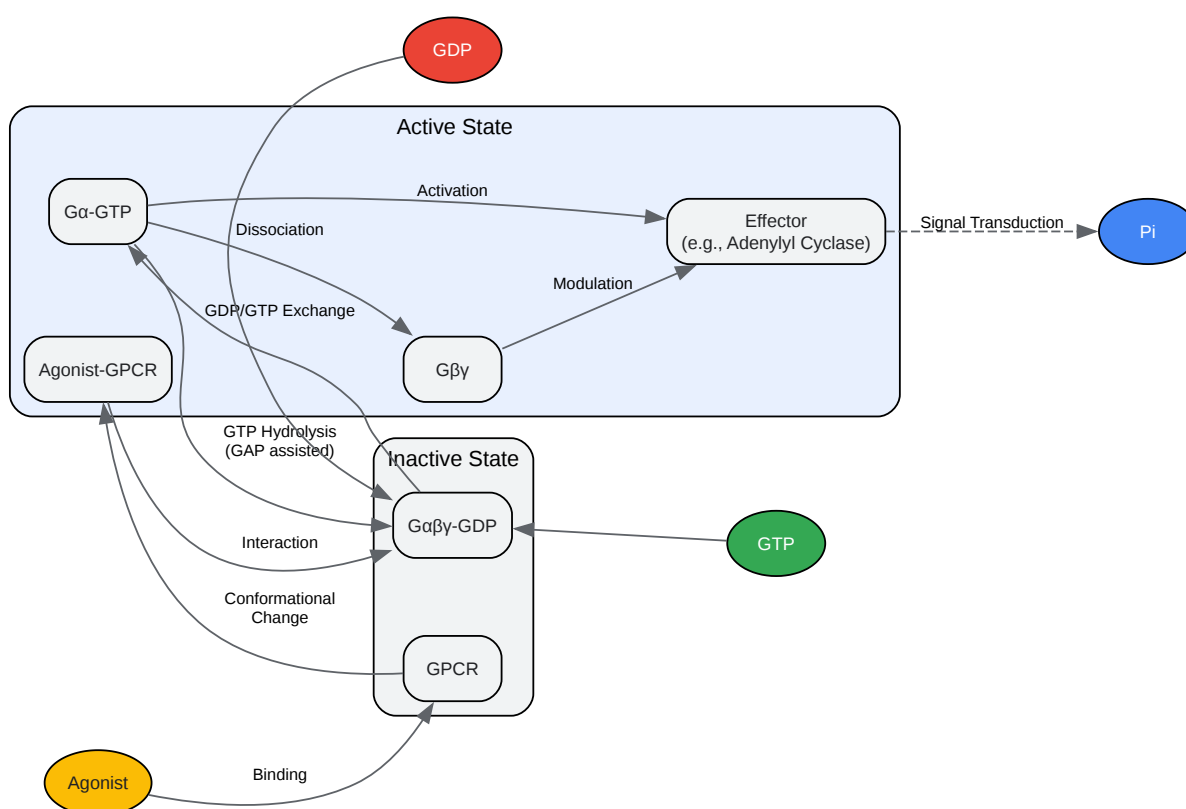 GDP
Active State
Activation
Gα-GTP
Effector
(e.g., Adenylyl Cyclase)
Signal Transduction
Pi
Dissociation
Modulation
GDP/GTP Exchange
Agonist-GPCR
Gβγ
GTP Hydrolysis
(GAP assisted)
Inactive State
Gαβγ-GDP
GTP
Interaction
Conformational
Change
GPCR
Binding
Agonist